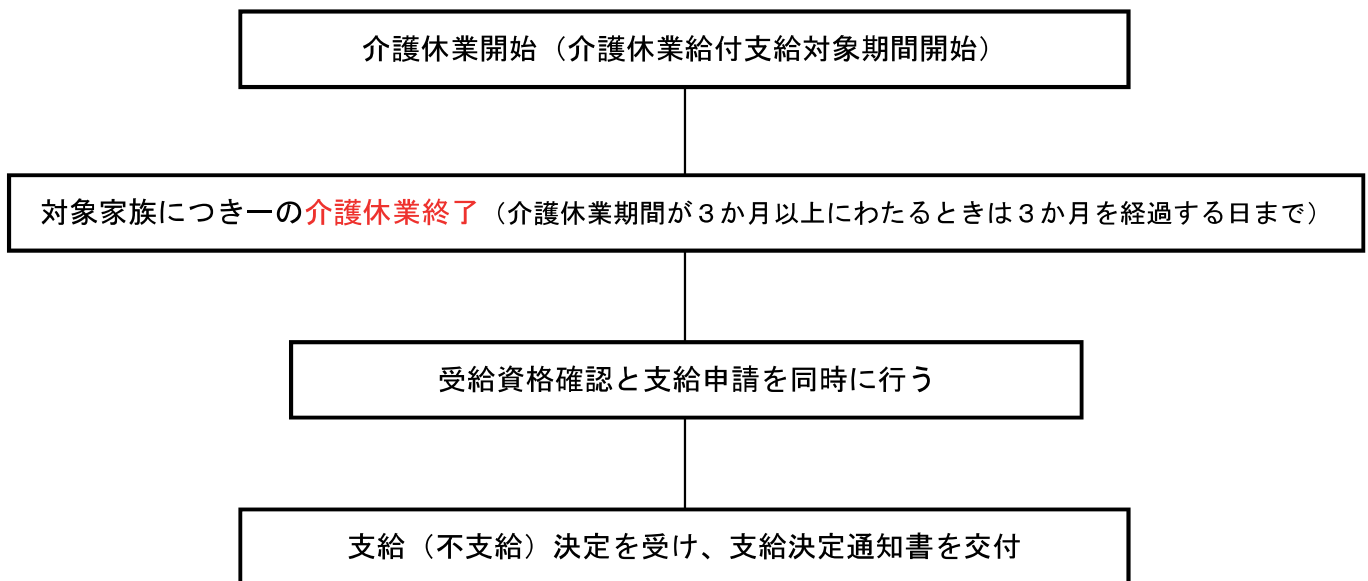 介護休業開始（介護休業給付支給対象期間開始）
対象家族につき一の介護休業終了（介護休業期間が３か月以上にわたるときは３か月を経過する日まで）
受給資格確認と支給申請を同時に行う
支給（不支給）決定を受け、支給決定通知書を交付